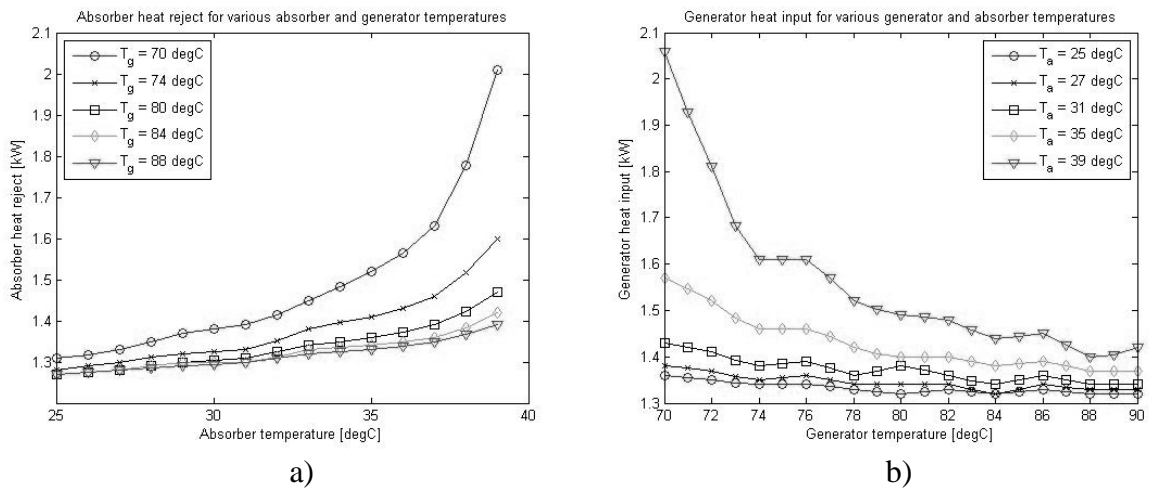 Absorber heat reject for various absorber and generator temperatures
2.1
2
1.9
1.8
1.7
1.6
1.5
1.4
1.3
Absorber heat reject [kW]
T_g = 70 degC
T_g = 74 degC
T_g = 80 degC
T_g = 84 degC
T_g = 88 degC
25 30 35 40
Absorber temperature [degC]
a)
Generator heat input for various generator and absorber temperatures
2.1
2
1.9
1.8
1.7
1.6
1.5
1.4
1.3
Generator heat input [kW]
T_a = 25 degC
T_a = 27 degC
T_a = 31 degC
T_a = 35 degC
T_a = 39 degC
70 72 74 76 78 80 82 84 86 88 90
Generator temperature [degC]
b)